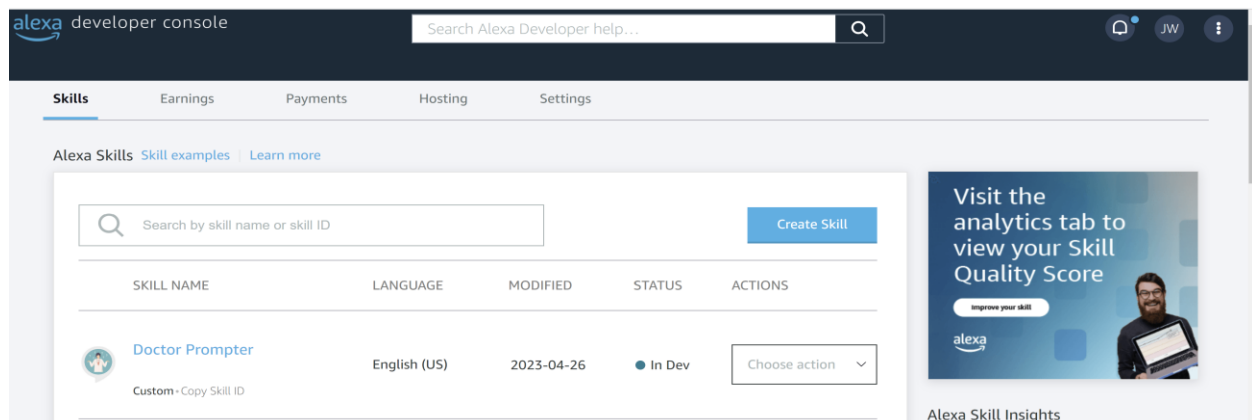 alexa developer console
Search Alexa Developer help...
JW
Skills Earnings Payments Hosting Settings
Alexa Skills Skill examples Learn more
Search by skill name or skill ID
Create Skill
SKILL NAME LANGUAGE MODIFIED STATUS ACTIONS
Doctor Prompter
English (US) 2023-04-26 In Dev Choose action
Custom • Copy Skill ID
Visit the
analytics tab to
view your Skill
Quality Score
Improve your skill
alexa
Alexa Skill Insights